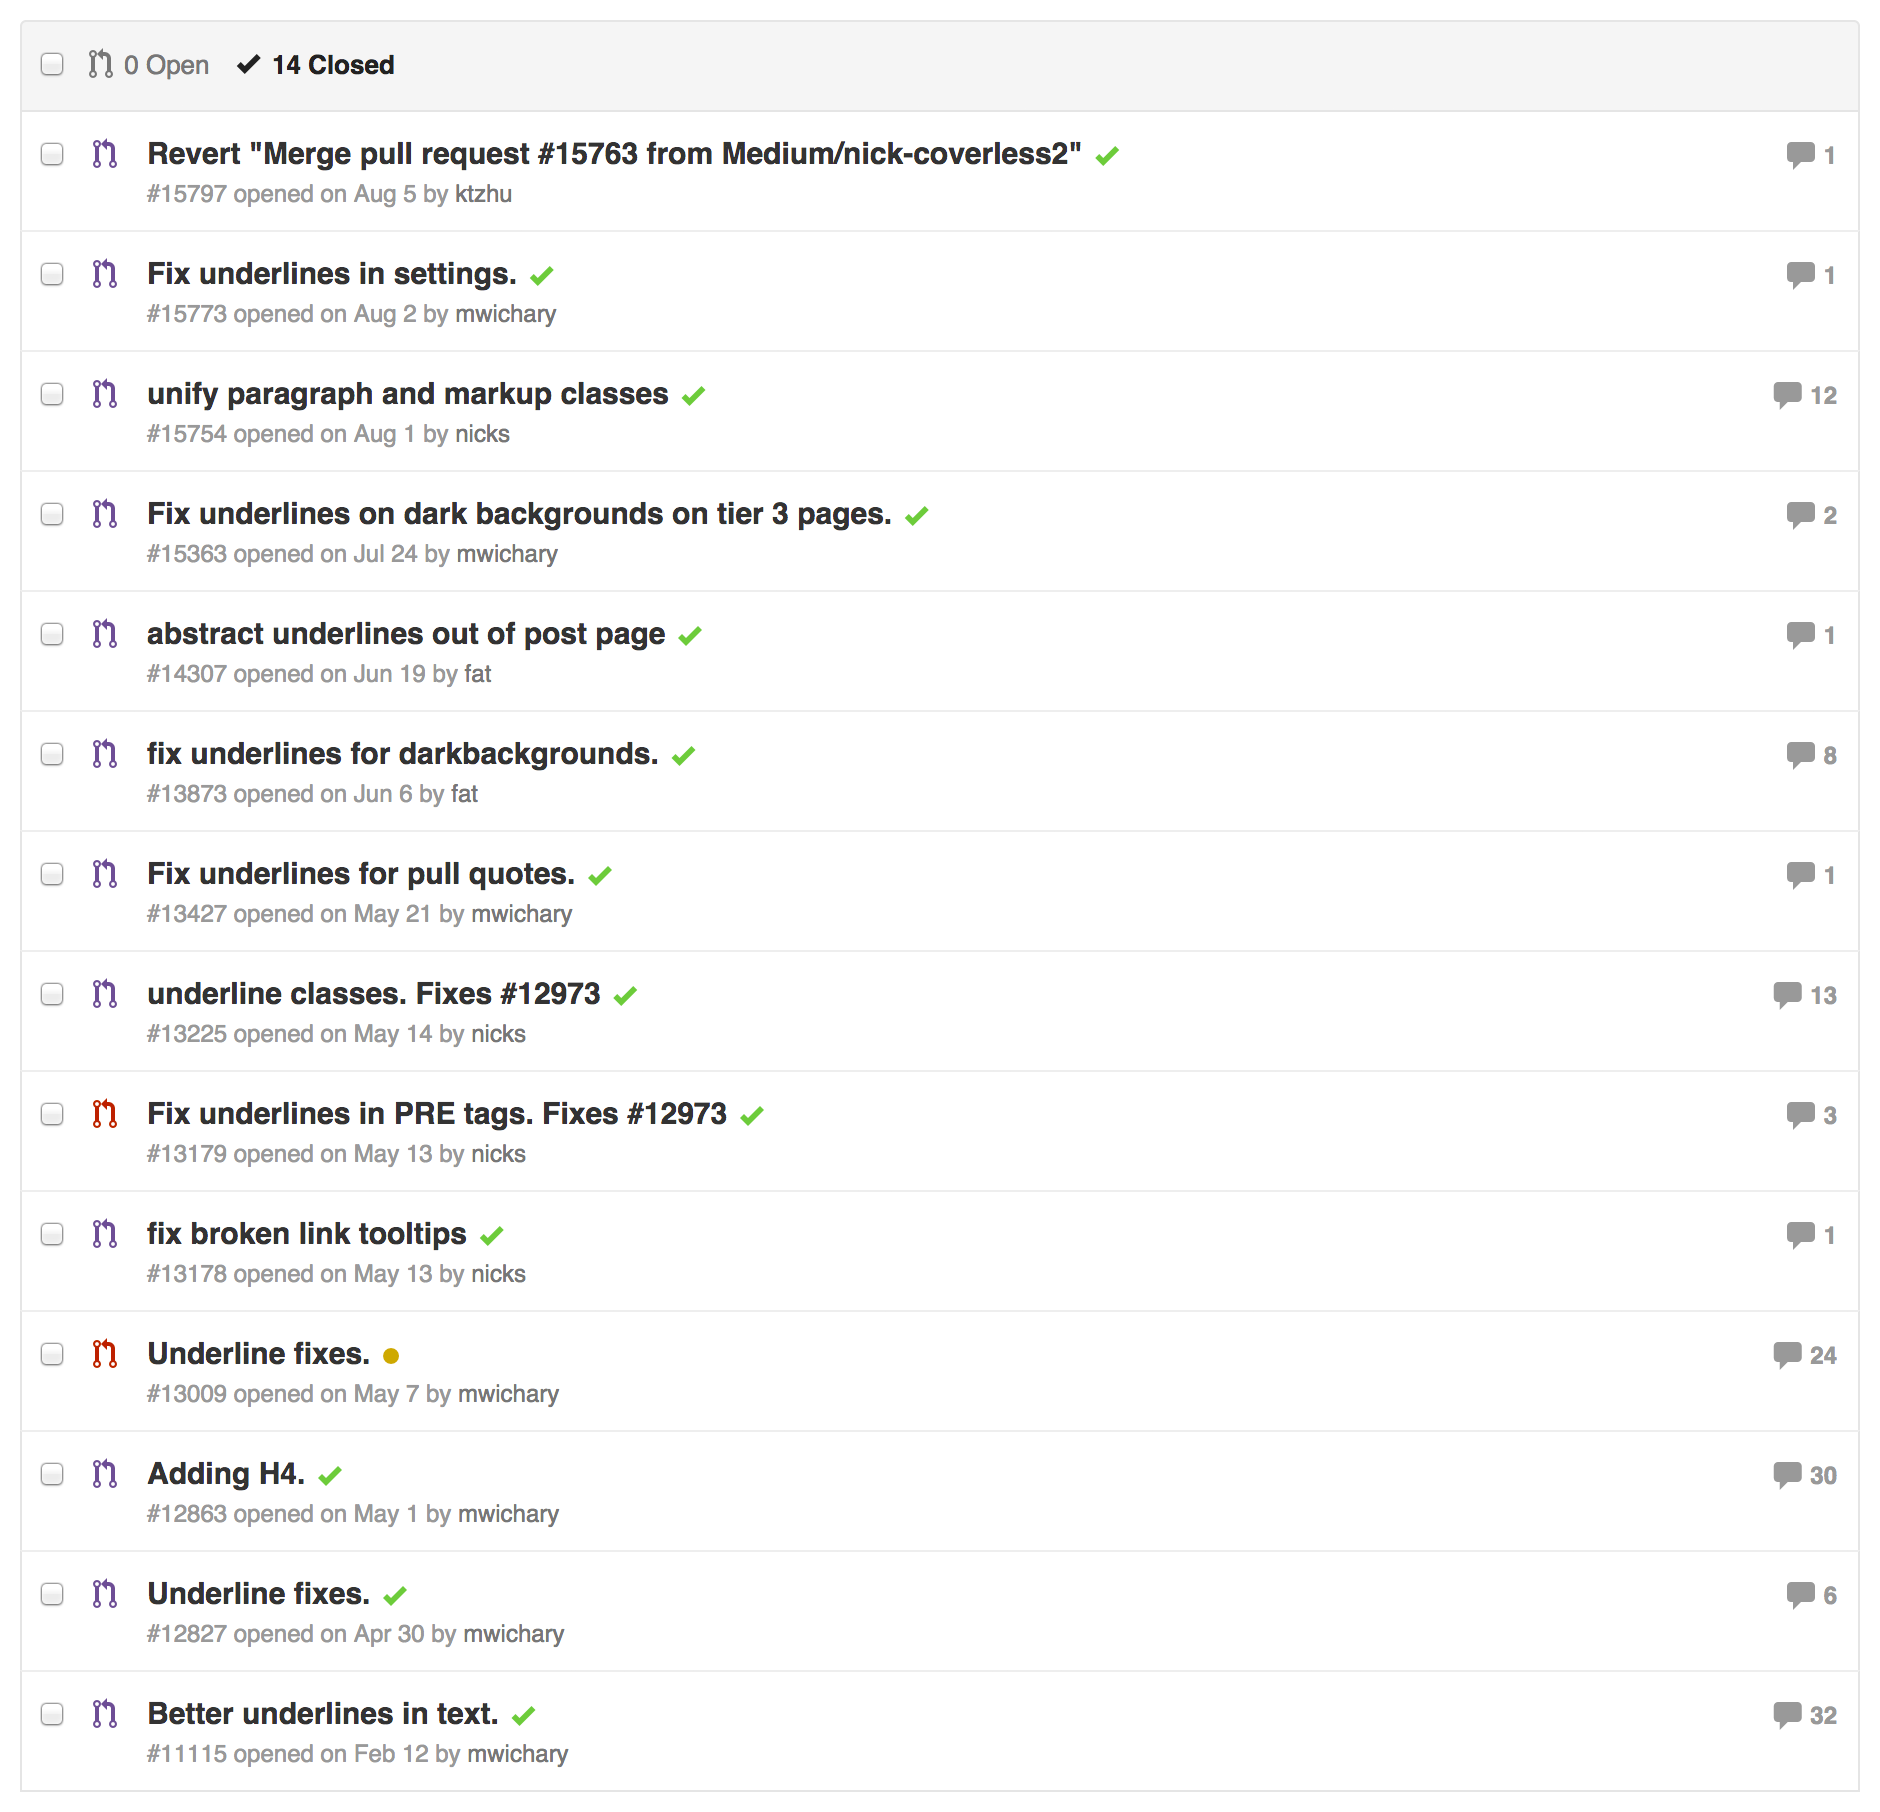 0 Open 14 Closed
Revert "Merge pull request #15763 from Medium/nick-coverless2" 1
#15797 opened on Aug 5 by ktzhu
Fix underlines in settings. 1
#15773 opened on Aug 2 by mwichary
unify paragraph and markup classes 12
#15754 opened on Aug 1 by nicks
Fix underlines on dark backgrounds on tier 3 pages. 2
#15363 opened on Jul 24 by mwichary
abstract underlines out of post page 1
#14307 opened on Jun 19 by fat
fix underlines for darkbackgrounds. 8
#13873 opened on Jun 6 by fat
Fix underlines for pull quotes. 1
#13427 opened on May 21 by mwichary
underline classes. Fixes #12973 13
#13225 opened on May 14 by nicks
Fix underlines in PRE tags. Fixes #12973 3
#13179 opened on May 13 by nicks
fix broken link tooltips 1
#13178 opened on May 13 by nicks
Underline fixes. 24
#13009 opened on May 7 by mwichary
Adding H4. 30
#12863 opened on May 1 by mwichary
Underline fixes. 6
#12827 opened on Apr 30 by mwichary
Better underlines in text. 32
#11115 opened on Feb 12 by mwichary